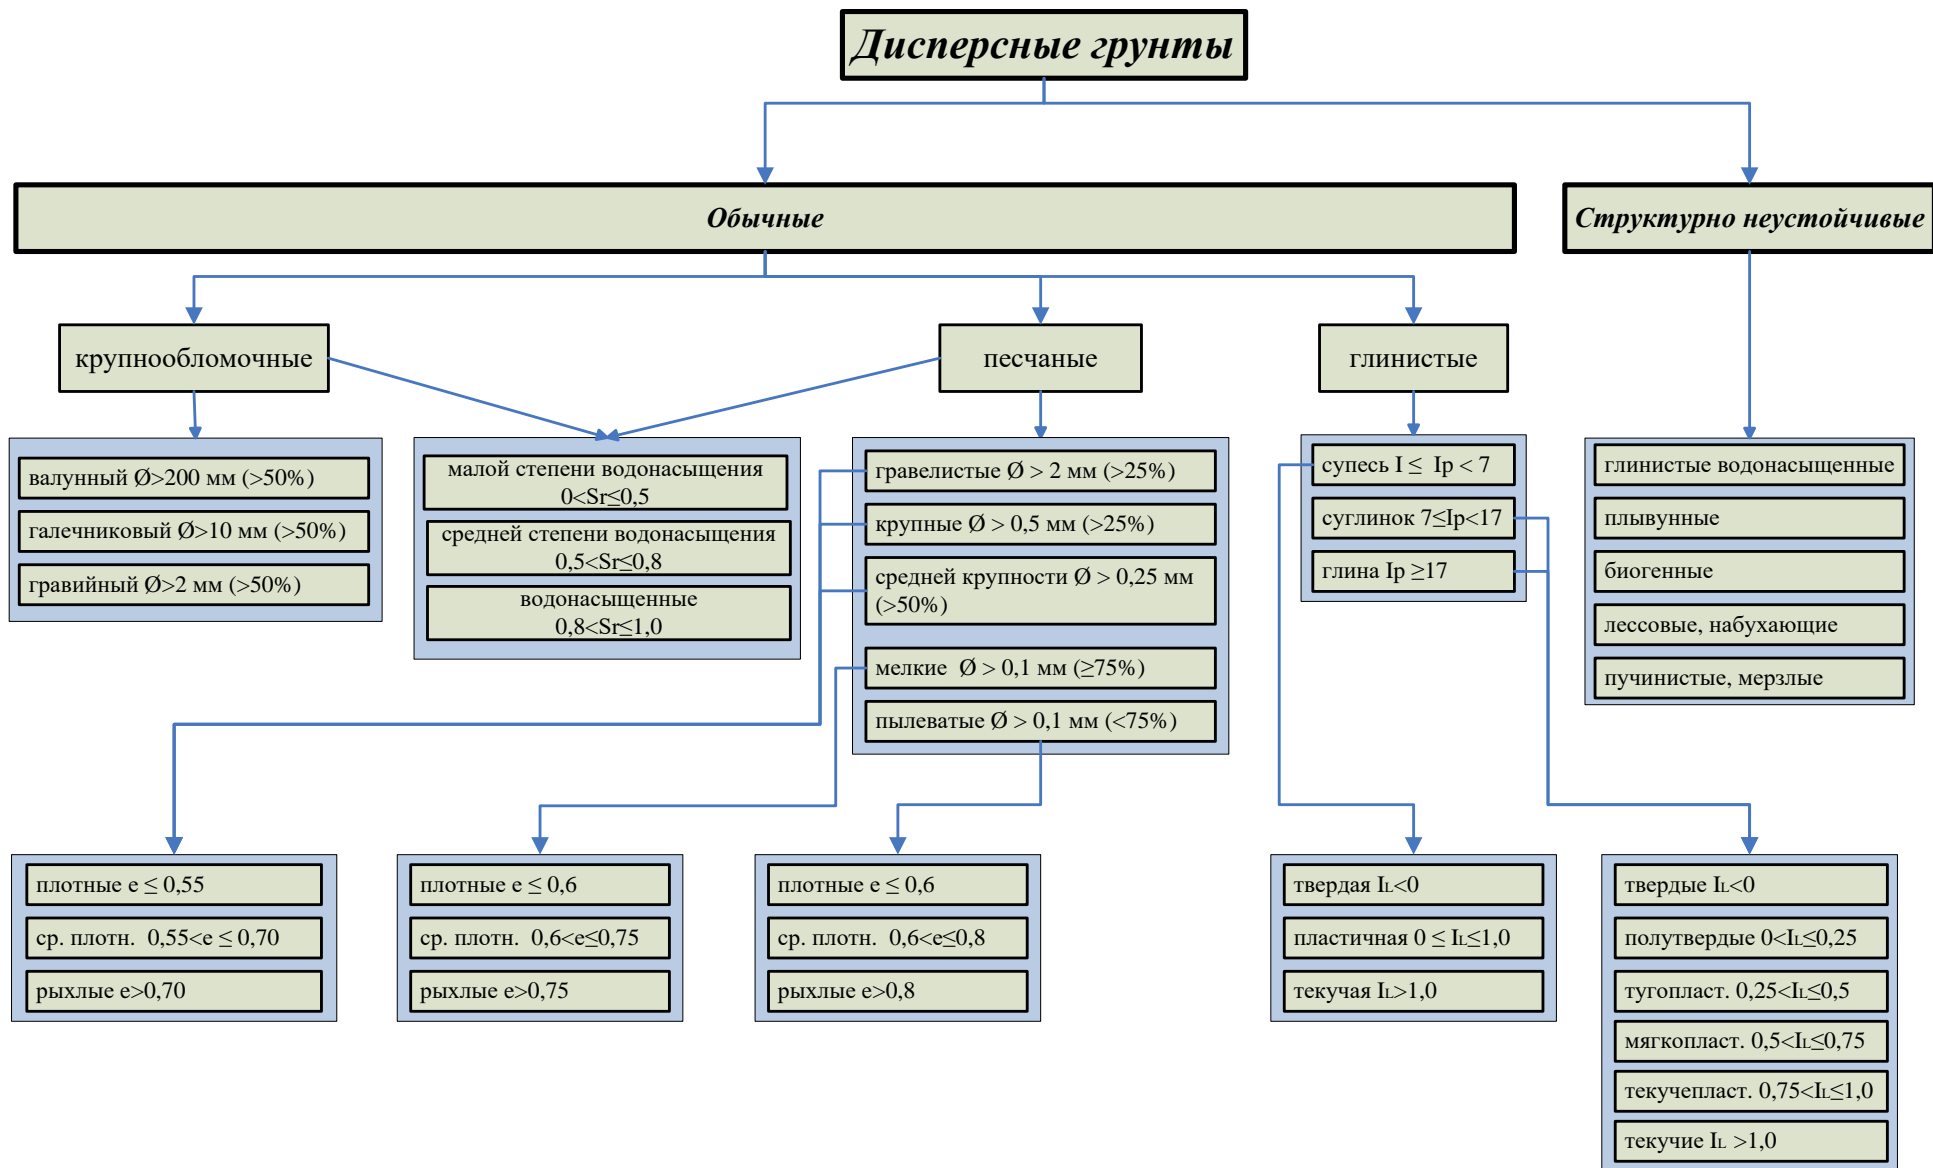 Дисперсные грунты
Обычные
Структурно неустойчивые
крупнообломочные
песчаные
глинистые
валунный Ø>200 мм (>50%)
галечниковый Ø>10 мм (>50%)
гравийный Ø>2 мм (>50%)
малой степени водонасыщения
0<Sr≤0,5
средней степени водонасыщения
0,5<Sr≤0,8
водонасыщенные
0,8<Sr≤1,0
гравелистые Ø > 2 мм (>25%)
крупные Ø > 0,5 мм (>25%)
средней крупности Ø > 0,25 мм
(>50%)
мелкие Ø > 0,1 мм (≥75%)
пылеватые Ø > 0,1 мм (<75%)
супесь I ≤ Ip < 7
суглинок 7≤Ip<17
глина Ip ≥17
глинистые водонасыщенные
плывунные
биогенные
лессовые, набухающие
пучинистые, мерзлые
плотные e ≤ 0,55
ср. плотн. 0,55<e ≤ 0,70
рыхлые e>0,70
плотные e ≤ 0,6
ср. плотн. 0,6<e≤0,75
рыхлые e>0,75
плотные e ≤ 0,6
ср. плотн. 0,6<e≤0,8
рыхлые e>0,8
твердая IL<0
пластичная 0 ≤ IL≤1,0
текучая IL>1,0
твердые IL<0
полутвердые 0<IL≤0,25
тугопласт. 0,25<IL≤0,5
мягкопласт. 0,5<IL≤0,75
текучепласт. 0,75<IL≤1,0
текучие IL >1,0